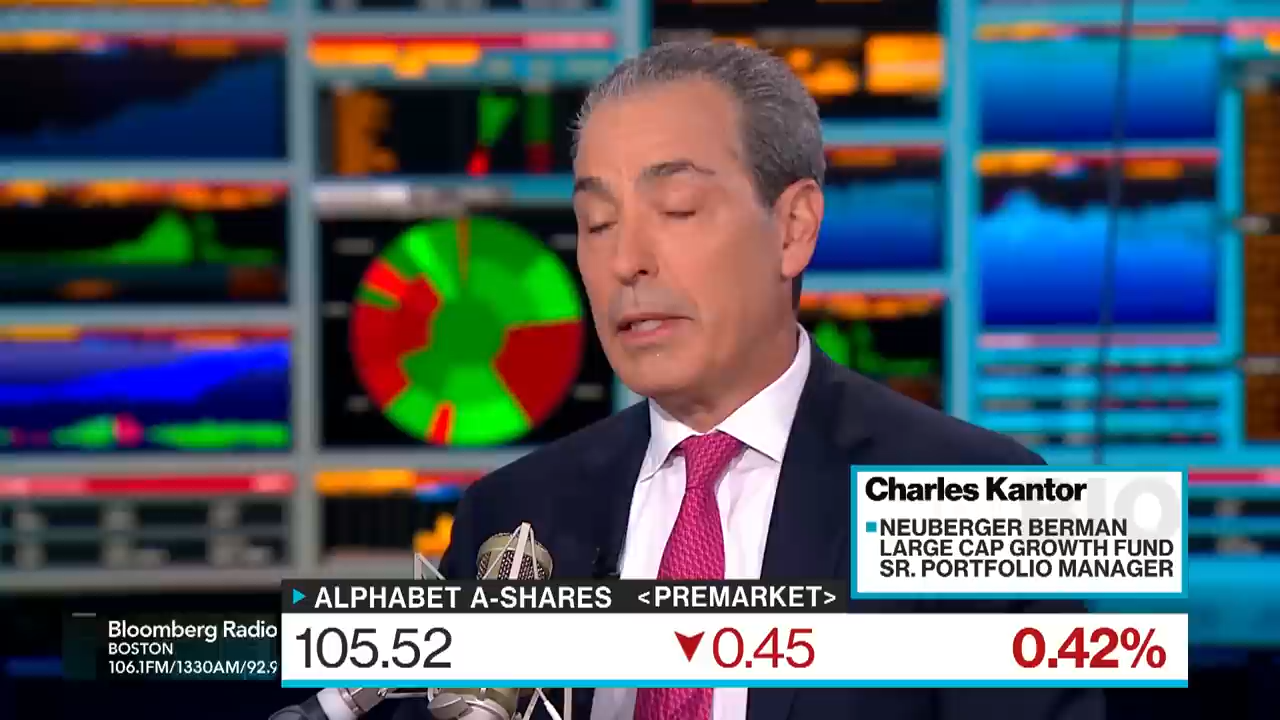 Charles Kantor
BIO
NEUBERGER BERMAN
LARGE CAP GROWTH FUND
SR. PORTFOLIO MANAGER
ALPHABET A-SHARES <PREMARKET>
105.52 ▼0.45 0.42%
Bloomberg Radio
BOSTON
106.1FM/1330AM/92.9